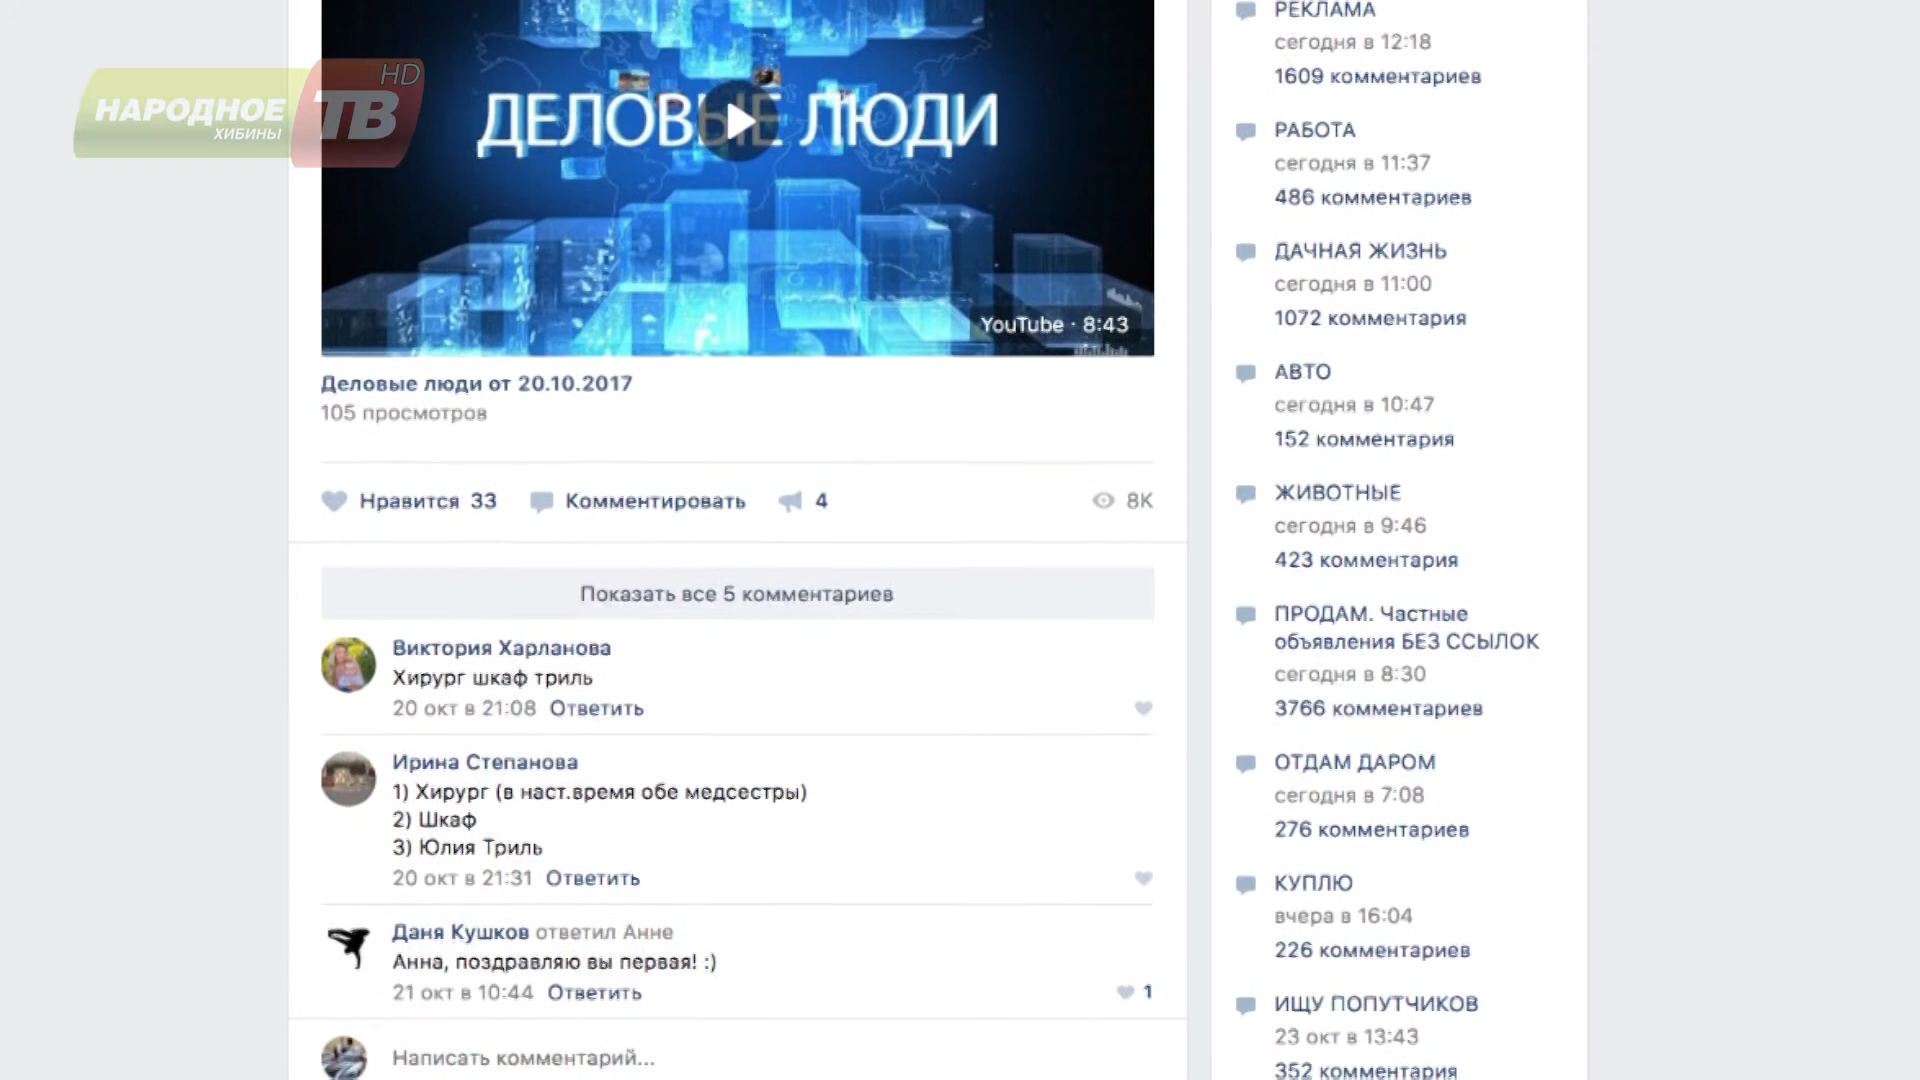 НАРОДНОЕ
ХИБИНЫ
ТВ
HD
ДЕЛОВЫЕ ЛЮДИ
YouTube · 8:43
Деловые люди от 20.10.2017
105 просмотров
Нравится 33
Комментировать
4
8K
Показать все 5 комментариев
Виктория Харланова
Хирург шкаф триль
20 окт в 21:08 Ответить
Ирина Степанова
1) Хирург (в наст.время обе медсестры)
2) Шкаф
3) Юлия Триль
20 окт в 21:31 Ответить
Даня Кушков ответил Анне
Анна, поздравляю вы первая! :)
21 окт в 10:44 Ответить
1
Написать комментарий...
РЕКЛАМА
сегодня в 12:18
1609 комментариев
РАБОТА
сегодня в 11:37
486 комментариев
ДАЧНАЯ ЖИЗНЬ
сегодня в 11:00
1072 комментария
АВТО
сегодня в 10:47
152 комментария
ЖИВОТНЫЕ
сегодня в 9:46
423 комментария
ПРОДАМ. Частные
объявления БЕЗ ССЫЛОК
сегодня в 8:30
3766 комментариев
ОТДАМ ДАРОМ
сегодня в 7:08
276 комментариев
КУПЛЮ
вчера в 16:04
226 комментариев
ИЩУ ПОПУТЧИКОВ
23 окт в 13:43
352 комментария